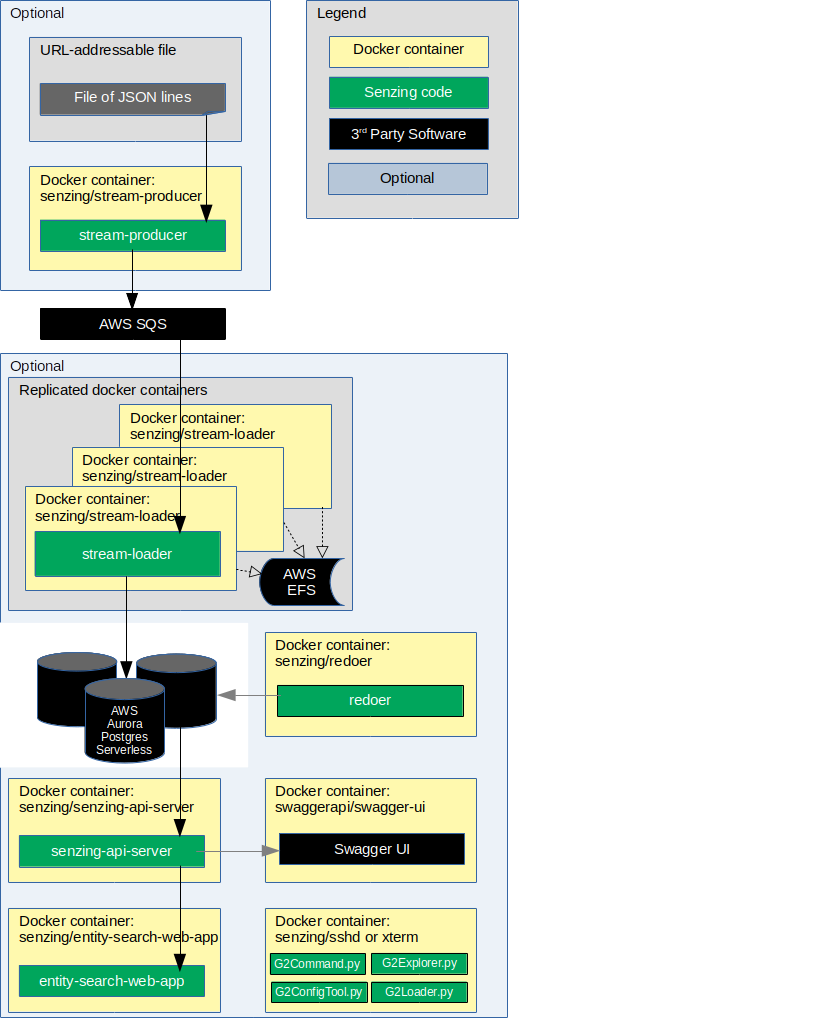 Optional
URL-addressable file
File of JSON lines
Docker container:
senzing/stream-producer
stream-producer
AWS SQS
Legend
Docker container
Senzing code
3rd Party Software
Optional
Optional
Replicated docker containers
Docker container:
senzing/stream-loader
Docker container:
senzing/stream-loader
Docker container:
senzing/stream-loader
stream-loader
AWS
EFS
AWS
Aurora
Postgres
Serverless
Docker container:
senzing/redoer
redoer
Docker container:
senzing/senzing-api-server
senzing-api-server
Docker container:
swaggerapi/swagger-ui
Swagger UI
Docker container:
senzing/entity-search-web-app
entity-search-web-app
Docker container:
senzing/sshd or xterm
G2Command.py
G2Explorer.py
G2ConfigTool.py
G2Loader.py